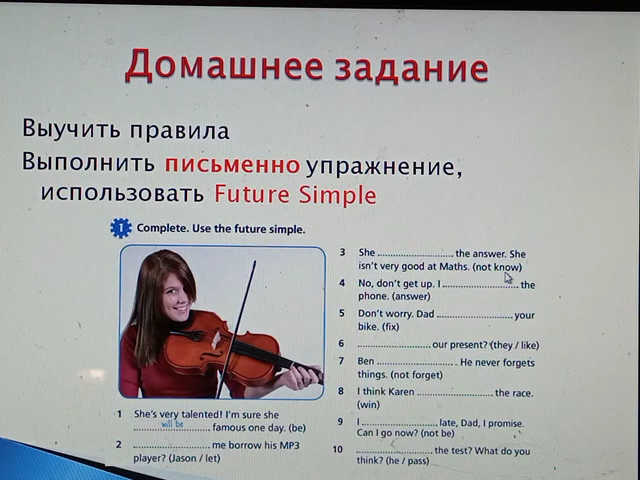 Домашнее задание
Выучить правила
Выполнить письменно упражнение,
использовать Future Simple
1 Complete. Use the future simple.
1 She's very talented! I'm sure she
will be
.................... famous one day. (be)
2 .................... me borrow his MP3
player? (Jason / let)
3 She .................... the answer. She
isn't very good at Maths. (not know)
4 No, don't get up. I .................... the
phone. (answer)
5 Don't worry. Dad .................... your
bike. (fix)
6 .................... our present? (they / like)
7 Ben .................... . He never forgets
things. (not forget)
8 I think Karen .................... the race.
(win)
9 I .................... late, Dad, I promise.
Can I go now? (not be)
10 .................... the test? What do you
think? (he / pass)